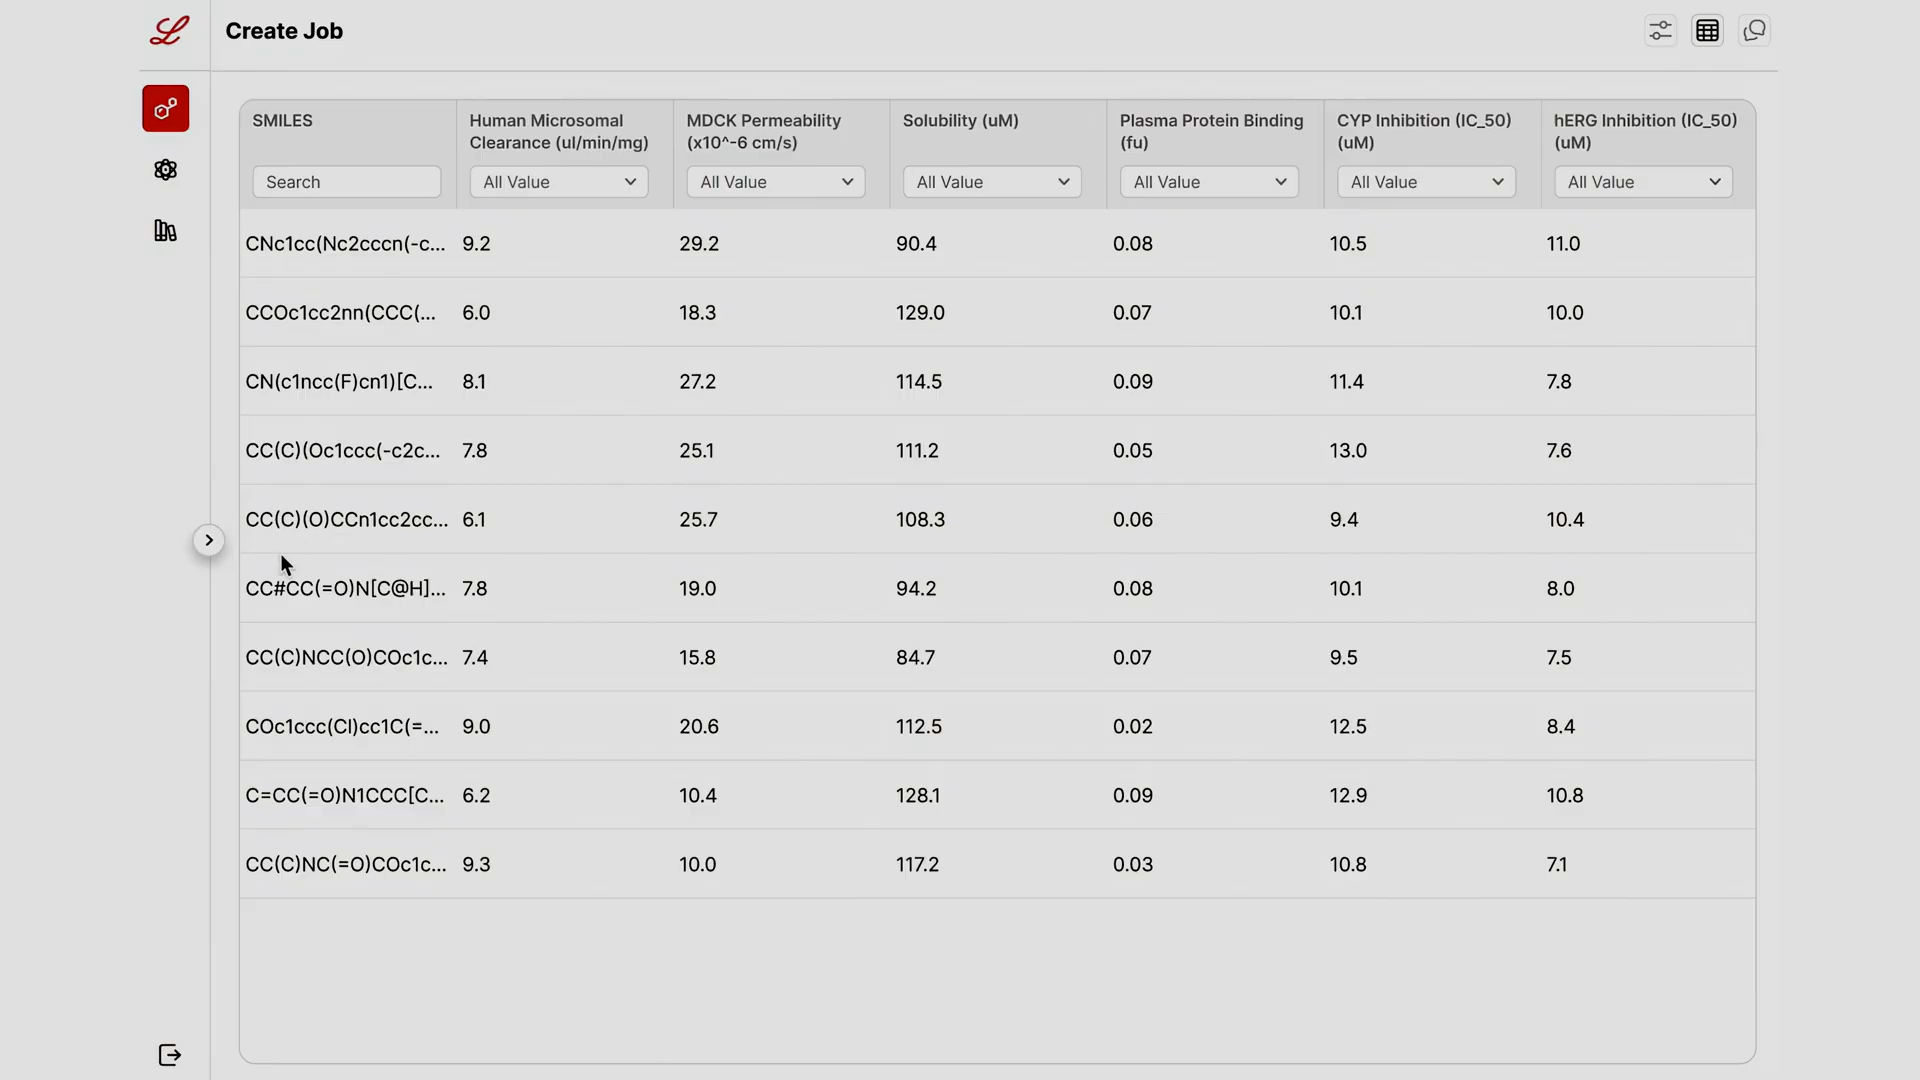 Create Job
SMILES
Human Microsomal
Clearance (ul/min/mg)
MDCK Permeability
(x10^-6 cm/s)
Solubility (uM)
Plasma Protein Binding
(fu)
CYP Inhibition (IC_50)
(uM)
hERG Inhibition (IC_50)
(uM)
Search All Value All Value All Value All Value All Value All Value
CNc1cc(Nc2cccn(-c... 9.2 29.2 90.4 0.08 10.5 11.0
CCOc1cc2nn(CCC(... 6.0 18.3 129.0 0.07 10.1 10.0
CN(c1ncc(F)cn1)[C... 8.1 27.2 114.5 0.09 11.4 7.8
CC(C)(Oc1ccc(-c2c... 7.8 25.1 111.2 0.05 13.0 7.6
CC(C)(O)CCn1cc2cc... 6.1 25.7 108.3 0.06 9.4 10.4
CC#CC(=O)N[C@H]... 7.8 19.0 94.2 0.08 10.1 8.0
CC(C)NCC(O)COc1c... 7.4 15.8 84.7 0.07 9.5 7.5
COc1ccc(Cl)cc1C(=... 9.0 20.6 112.5 0.02 12.5 8.4
C=CC(=O)N1CCC[C... 6.2 10.4 128.1 0.09 12.9 10.8
CC(C)NC(=O)COc1c... 9.3 10.0 117.2 0.03 10.8 7.1